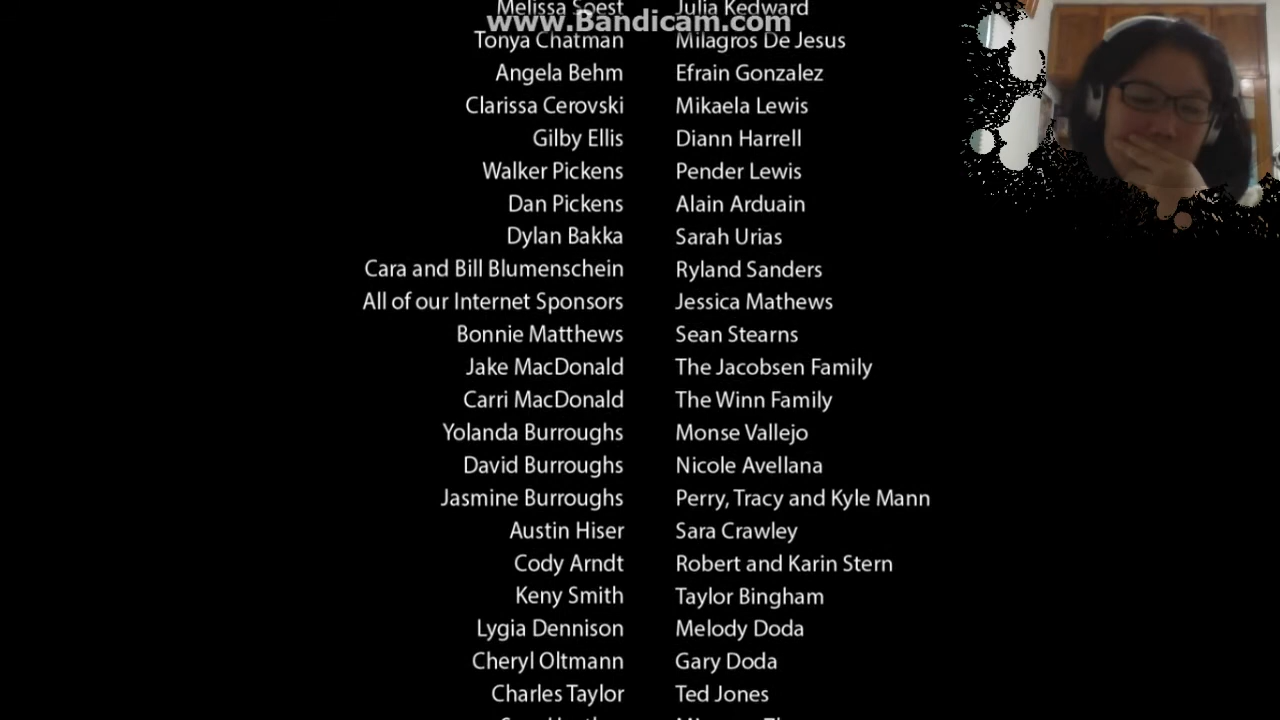 Melissa Soest Julia Kedward
www.Bandicam.com
Tonya Chatman Milagros De Jesus
Angela Behm Efrain Gonzalez
Clarissa Cerovski Mikaela Lewis
Gilby Ellis Diann Harrell
Walker Pickens Pender Lewis
Dan Pickens Alain Arduain
Dylan Bakka Sarah Urias
Cara and Bill Blumenschein Ryland Sanders
All of our Internet Sponsors Jessica Mathews
Bonnie Matthews Sean Stearns
Jake MacDonald The Jacobsen Family
Carri MacDonald The Winn Family
Yolanda Burroughs Monse Vallejo
David Burroughs Nicole Avellana
Jasmine Burroughs Perry, Tracy and Kyle Mann
Austin Hiser Sara Crawley
Cody Arndt Robert and Karin Stern
Keny Smith Taylor Bingham
Lygia Dennison Melody Doda
Cheryl Oltmann Gary Doda
Charles Taylor Ted Jones